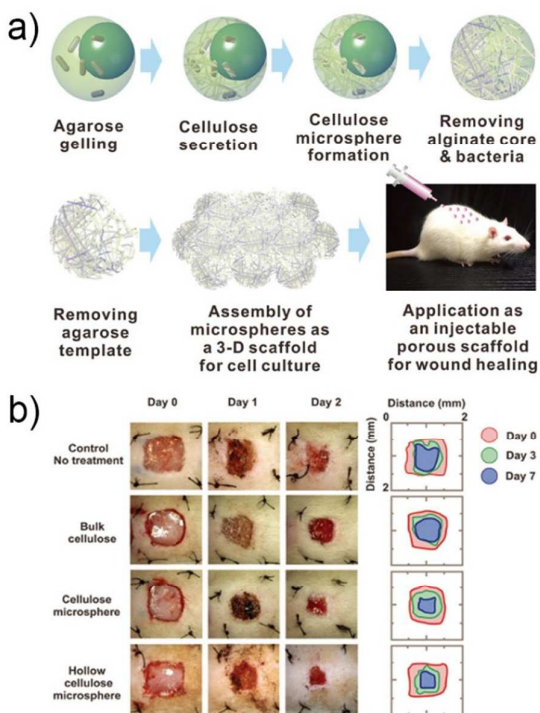 a)
Agarose
gelling
Cellulose
secretion
Cellulose
microsphere
formation
Removing
alginate core
& bacteria
Removing
agarose
template
Assembly of
microspheres as
a 3-D scaffold
for cell culture
Application as
an injectable
porous scaffold
for wound healing
b)
Day 0
Day 1
Day 2
Distance (mm)
0
2
Distance (mm)
2
Control
No treatment
Bulk
cellulose
Cellulose
microsphere
Hollow
cellulose
microsphere
Day 0
Day 3
Day 7